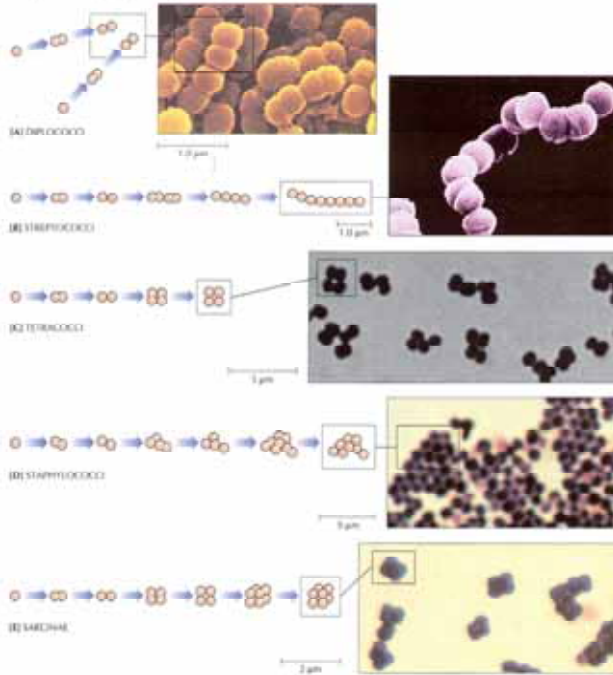 (A) DIPLOCOCCI
1.0 µm
(B) STREPTOCOCCI
1.0 µm
(C) TETRACOCCI
5 µm
(D) STAPHYLOCOCCI
5 µm
(E) SARCINAE
2 µm